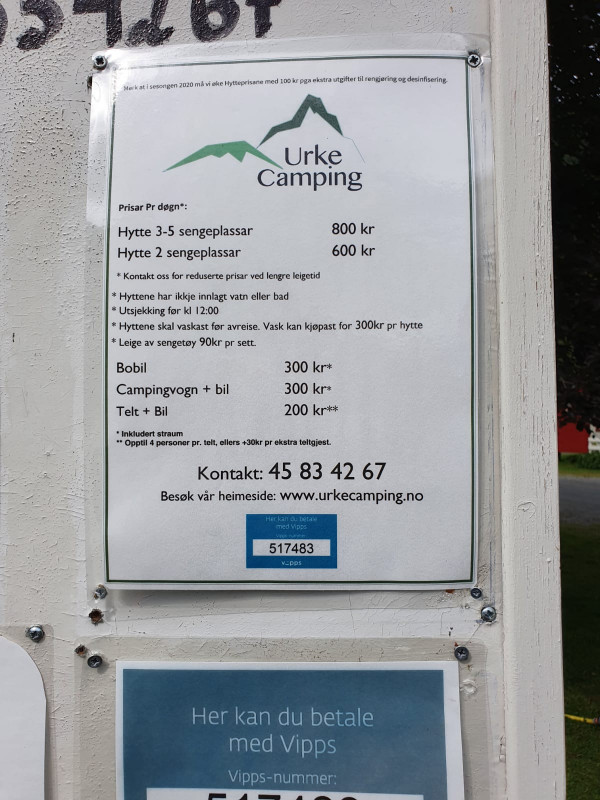 Merk at i sesongen 2020 må vi øke Hytteprisane med 100 kr pga ekstra utgifter til rengjøring og desinfisering.
Urke
Camping
Prisar Pr døgn*:
Hytte 3-5 sengeplassar 800 kr
Hytte 2 sengeplassar 600 kr
* Kontakt oss for reduserte prisar ved lengre leigetid
* Hyttene har ikkje innlagt vatn eller bad
* Utsjekking før kl 12:00
* Hyttene skal vaskast før avreise. Vask kan kjøpast for 300kr pr hytte
* Leige av sengetøy 90kr pr sett.
Bobil 300 kr*
Campingvogn + bil 300 kr*
Telt + Bil 200 kr**
* Inkludert straum
** Opptil 4 personer pr. telt, ellers +30kr pr ekstra teltgjest.
Kontakt: 45 83 42 67
Besøk vår heimeside: www.urkecamping.no
Her kan du betale
med Vipps
Vipps-nummer:
517483
vipps
Her kan du betale
med Vipps
Vipps-nummer: